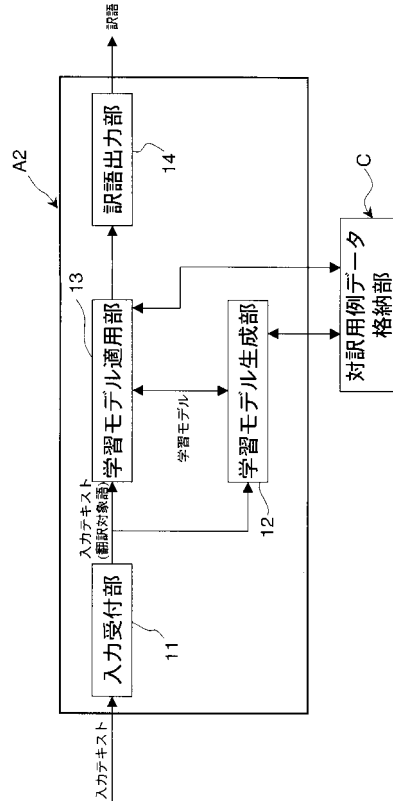 A2
入力テキスト
入力受付部
11
入力テキスト
(翻訳対象語)
学習モデル適用部
13
訳語出力部
14
訳語
学習モデル
学習モデル生成部
12
対訳用例データ
格納部
C